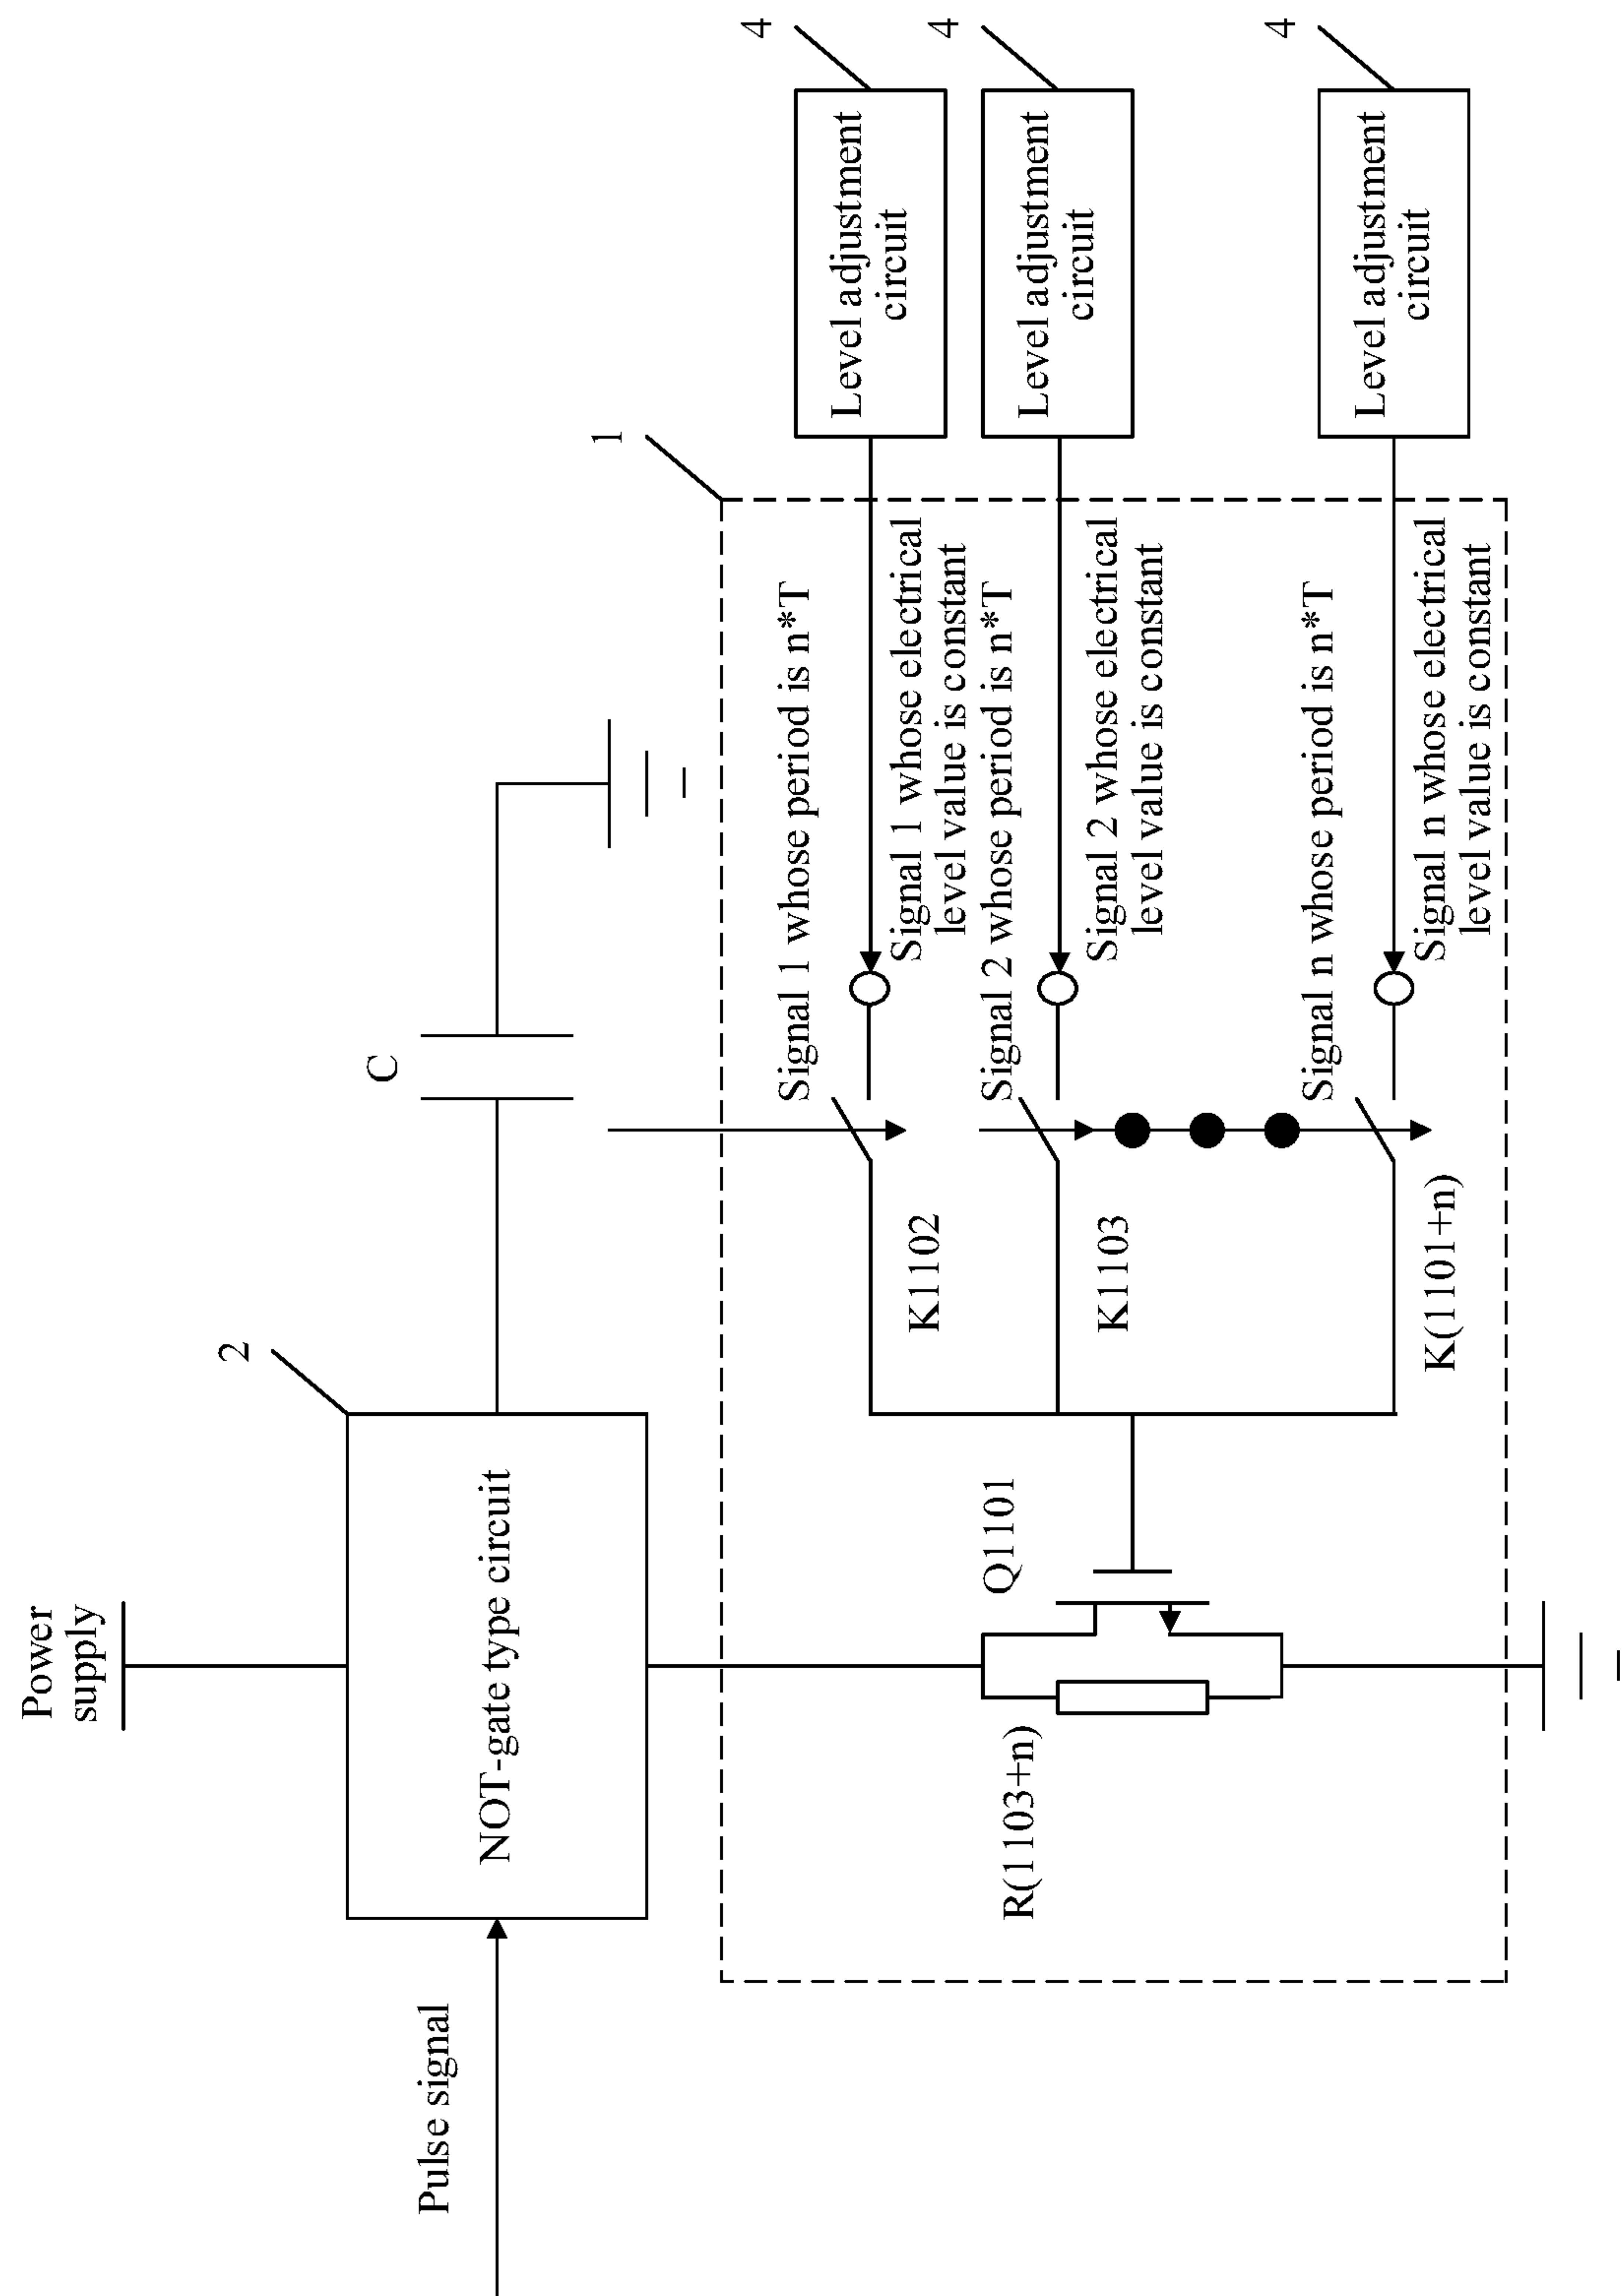 Power
supply
Pulse signal
NOT-gate type circuit
2
C
1
R(1103+n)
Q1101
K1102
K1103
K(1101+n)
Signal 1 whose period is n*T
Signal 1 whose electrical
level value is constant
Signal 2 whose period is n*T
Signal 2 whose electrical
level value is constant
Signal n whose period is n*T
Signal n whose electrical
level value is constant
Level adjustment
circuit
4
Level adjustment
circuit
4
Level adjustment
circuit
4